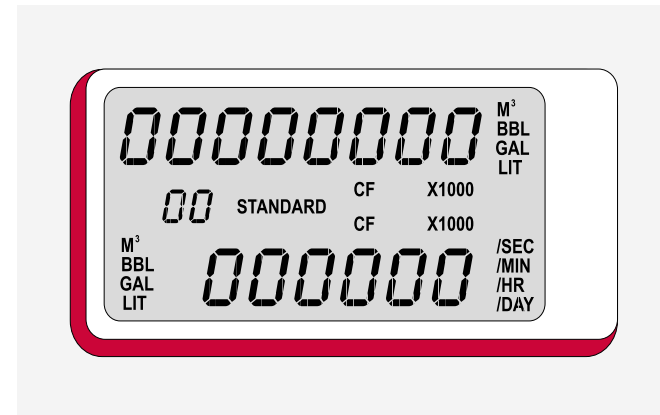 00000000
M³
BBL
GAL
LIT
00 STANDARD CF X1000
CF X1000
M³
BBL
GAL
LIT
000000
/SEC
/MIN
/HR
/DAY